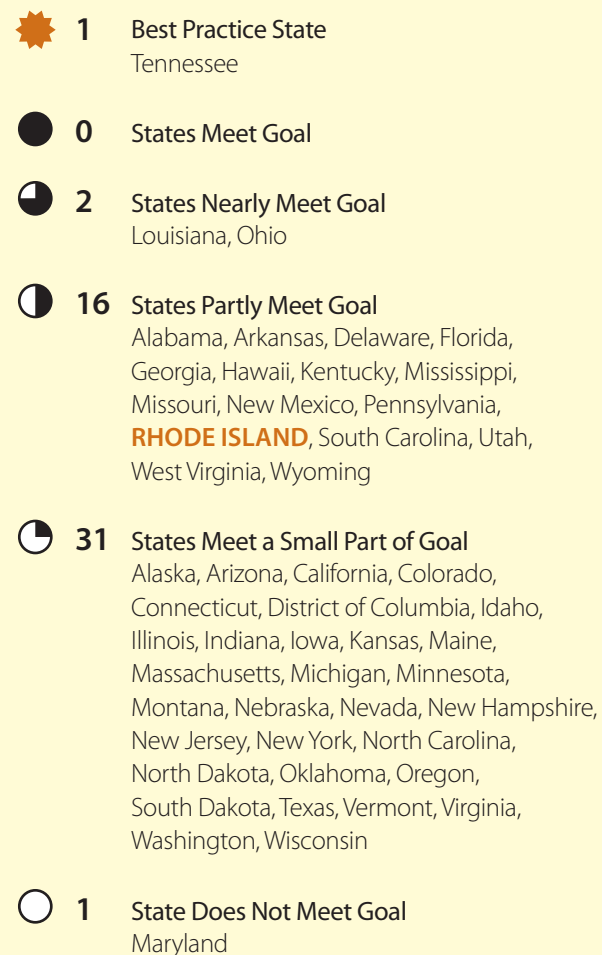 1 Best Practice State
Tennessee
0 States Meet Goal
2 States Nearly Meet Goal
Louisiana, Ohio
16 States Partly Meet Goal
Alabama, Arkansas, Delaware, Florida,
Georgia, Hawaii, Kentucky, Mississippi,
Missouri, New Mexico, Pennsylvania,
RHODE ISLAND, South Carolina, Utah,
West Virginia, Wyoming
31 States Meet a Small Part of Goal
Alaska, Arizona, California, Colorado,
Connecticut, District of Columbia, Idaho,
Illinois, Indiana, Iowa, Kansas, Maine,
Massachusetts, Michigan, Minnesota,
Montana, Nebraska, Nevada, New Hampshire,
New Jersey, New York, North Carolina,
North Dakota, Oklahoma, Oregon,
South Dakota, Texas, Vermont, Virginia,
Washington, Wisconsin
1 State Does Not Meet Goal
Maryland